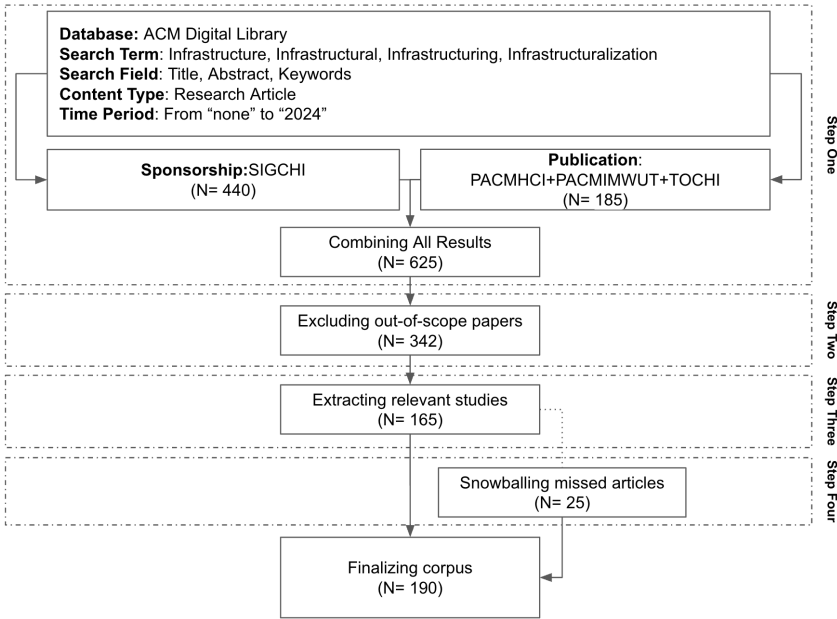 Database: ACM Digital Library
Search Term: Infrastructure, Infrastructural, Infrastructuring, Infrastructuralization
Search Field: Title, Abstract, Keywords
Content Type: Research Article
Time Period: From “none” to “2024”
Sponsorship:SIGCHI
(N= 440)
Publication:
PACMHCI+PACMIMWUT+TOCHI
(N= 185)
Combining All Results
(N= 625)
Step One
Excluding out-of-scope papers
(N= 342)
Step Two
Extracting relevant studies
(N= 165)
Step Three
Snowballing missed articles
(N= 25)
Step Four
Finalizing corpus
(N= 190)